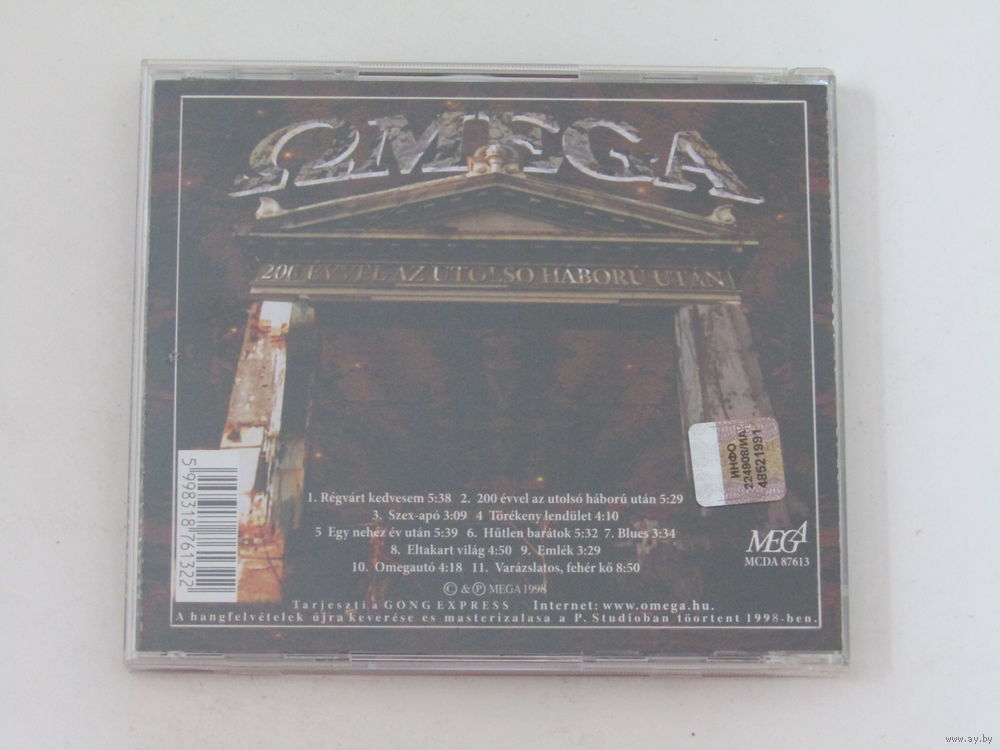 ΩMEGA
200 ÉVVEL AZ UTOLSÓ HÁBORÚ UTÁN
1. Régvárt kedvesem 5:38 2. 200 évvel az utolsó háború után 5:29
3. Szex-apó 3:09 4 Törékeny lendület 4:10
5 Egy nehéz év után 5:39 6. Hűtlen barátok 5:32 7. Blues 3:34
8. Eltakart világ 4:50 9. Emlék 3:29
10. Omegautó 4:18 11. Varázslatos, fehér kő 8:50
© & ℗ MEGA 1998
Tarjeszti a GONG EXPRESS Internet: www.omega.hu.
A hangfelvételek újra keverése es masterizalasa a P. Studioban töortent 1998-ben.
5998318761322
ИНФО
224908/ИА
48521991
MEGA
MCDA 87613
www.ay.by